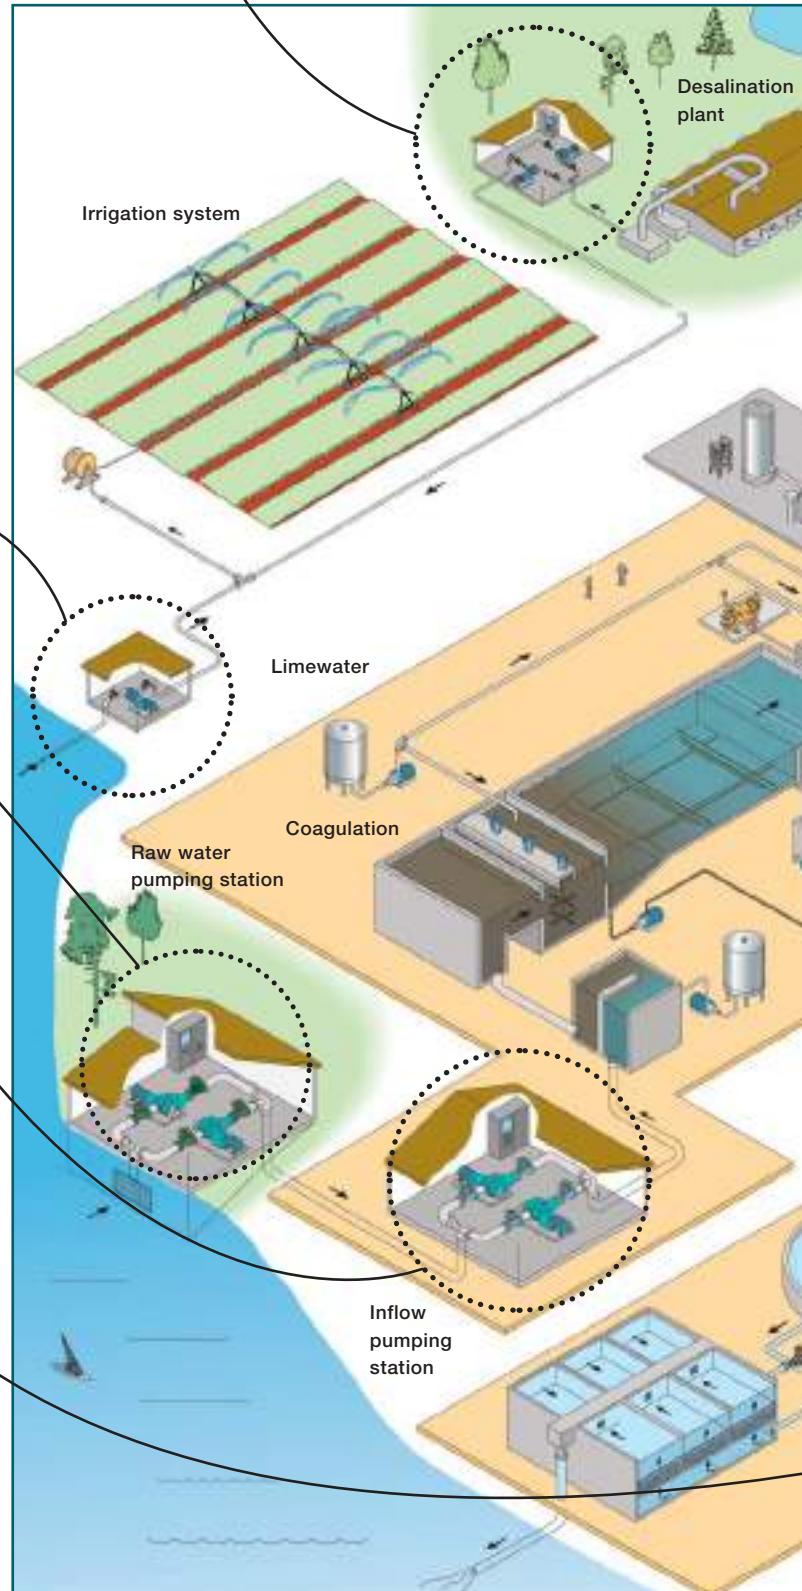 Desalination
plant
Irrigation system
Limewater
Coagulation
Raw water
pumping station
Inflow
pumping
station